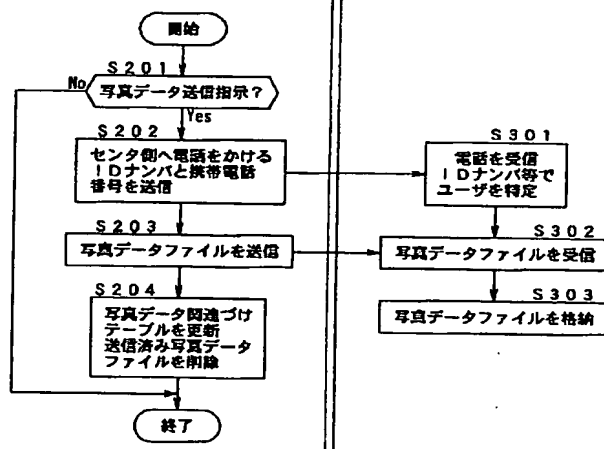 開始
S201
No
写真データ送信指示？
Yes
S202
センタ側へ電話をかける
IDナンバと携帯電話
番号を送信
S203
写真データファイルを送信
S204
写真データ関連づけ
テーブルを更新
送信済み写真データ
ファイルを削除
終了
S301
電話を受信
IDナンバ等で
ユーザを特定
S302
写真データファイルを受信
S303
写真データファイルを格納